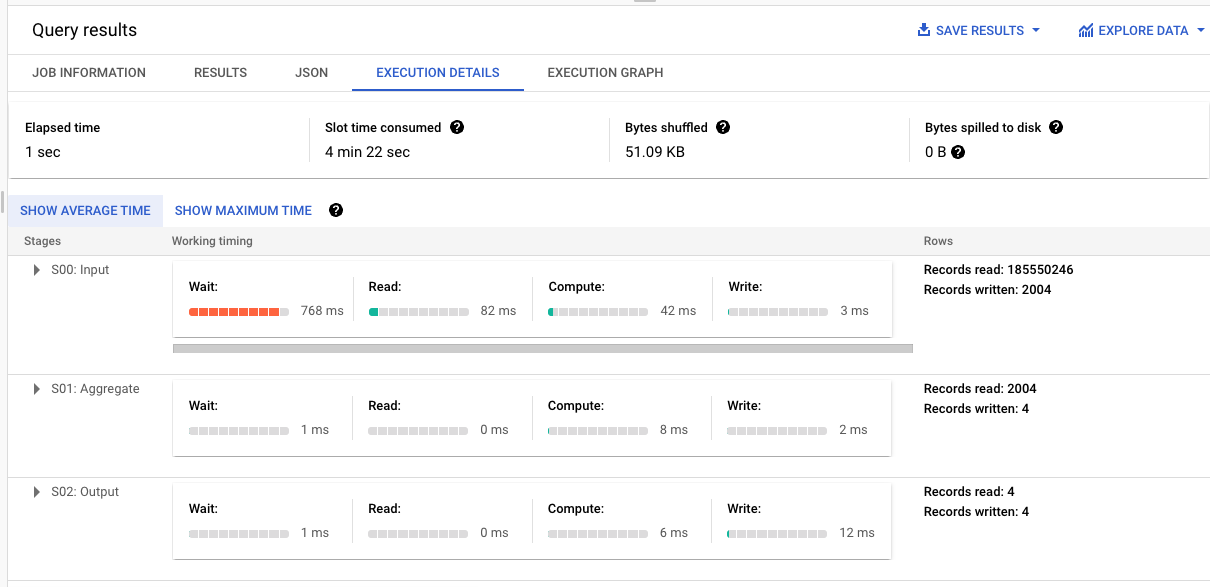 Query results
SAVE RESULTS
EXPLORE DATA
JOB INFORMATION
RESULTS
JSON
EXECUTION DETAILS
EXECUTION GRAPH
Elapsed time
1 sec
Slot time consumed ?
4 min 22 sec
Bytes shuffled ?
51.09 KB
Bytes spilled to disk ?
0 B ?
SHOW AVERAGE TIME
SHOW MAXIMUM TIME ?
Stages
Working timing
Rows
S00: Input
Wait:
768 ms
Read:
82 ms
Compute:
42 ms
Write:
3 ms
Records read: 185550246
Records written: 2004
S01: Aggregate
Wait:
1 ms
Read:
0 ms
Compute:
8 ms
Write:
2 ms
Records read: 2004
Records written: 4
S02: Output
Wait:
1 ms
Read:
0 ms
Compute:
6 ms
Write:
12 ms
Records read: 4
Records written: 4